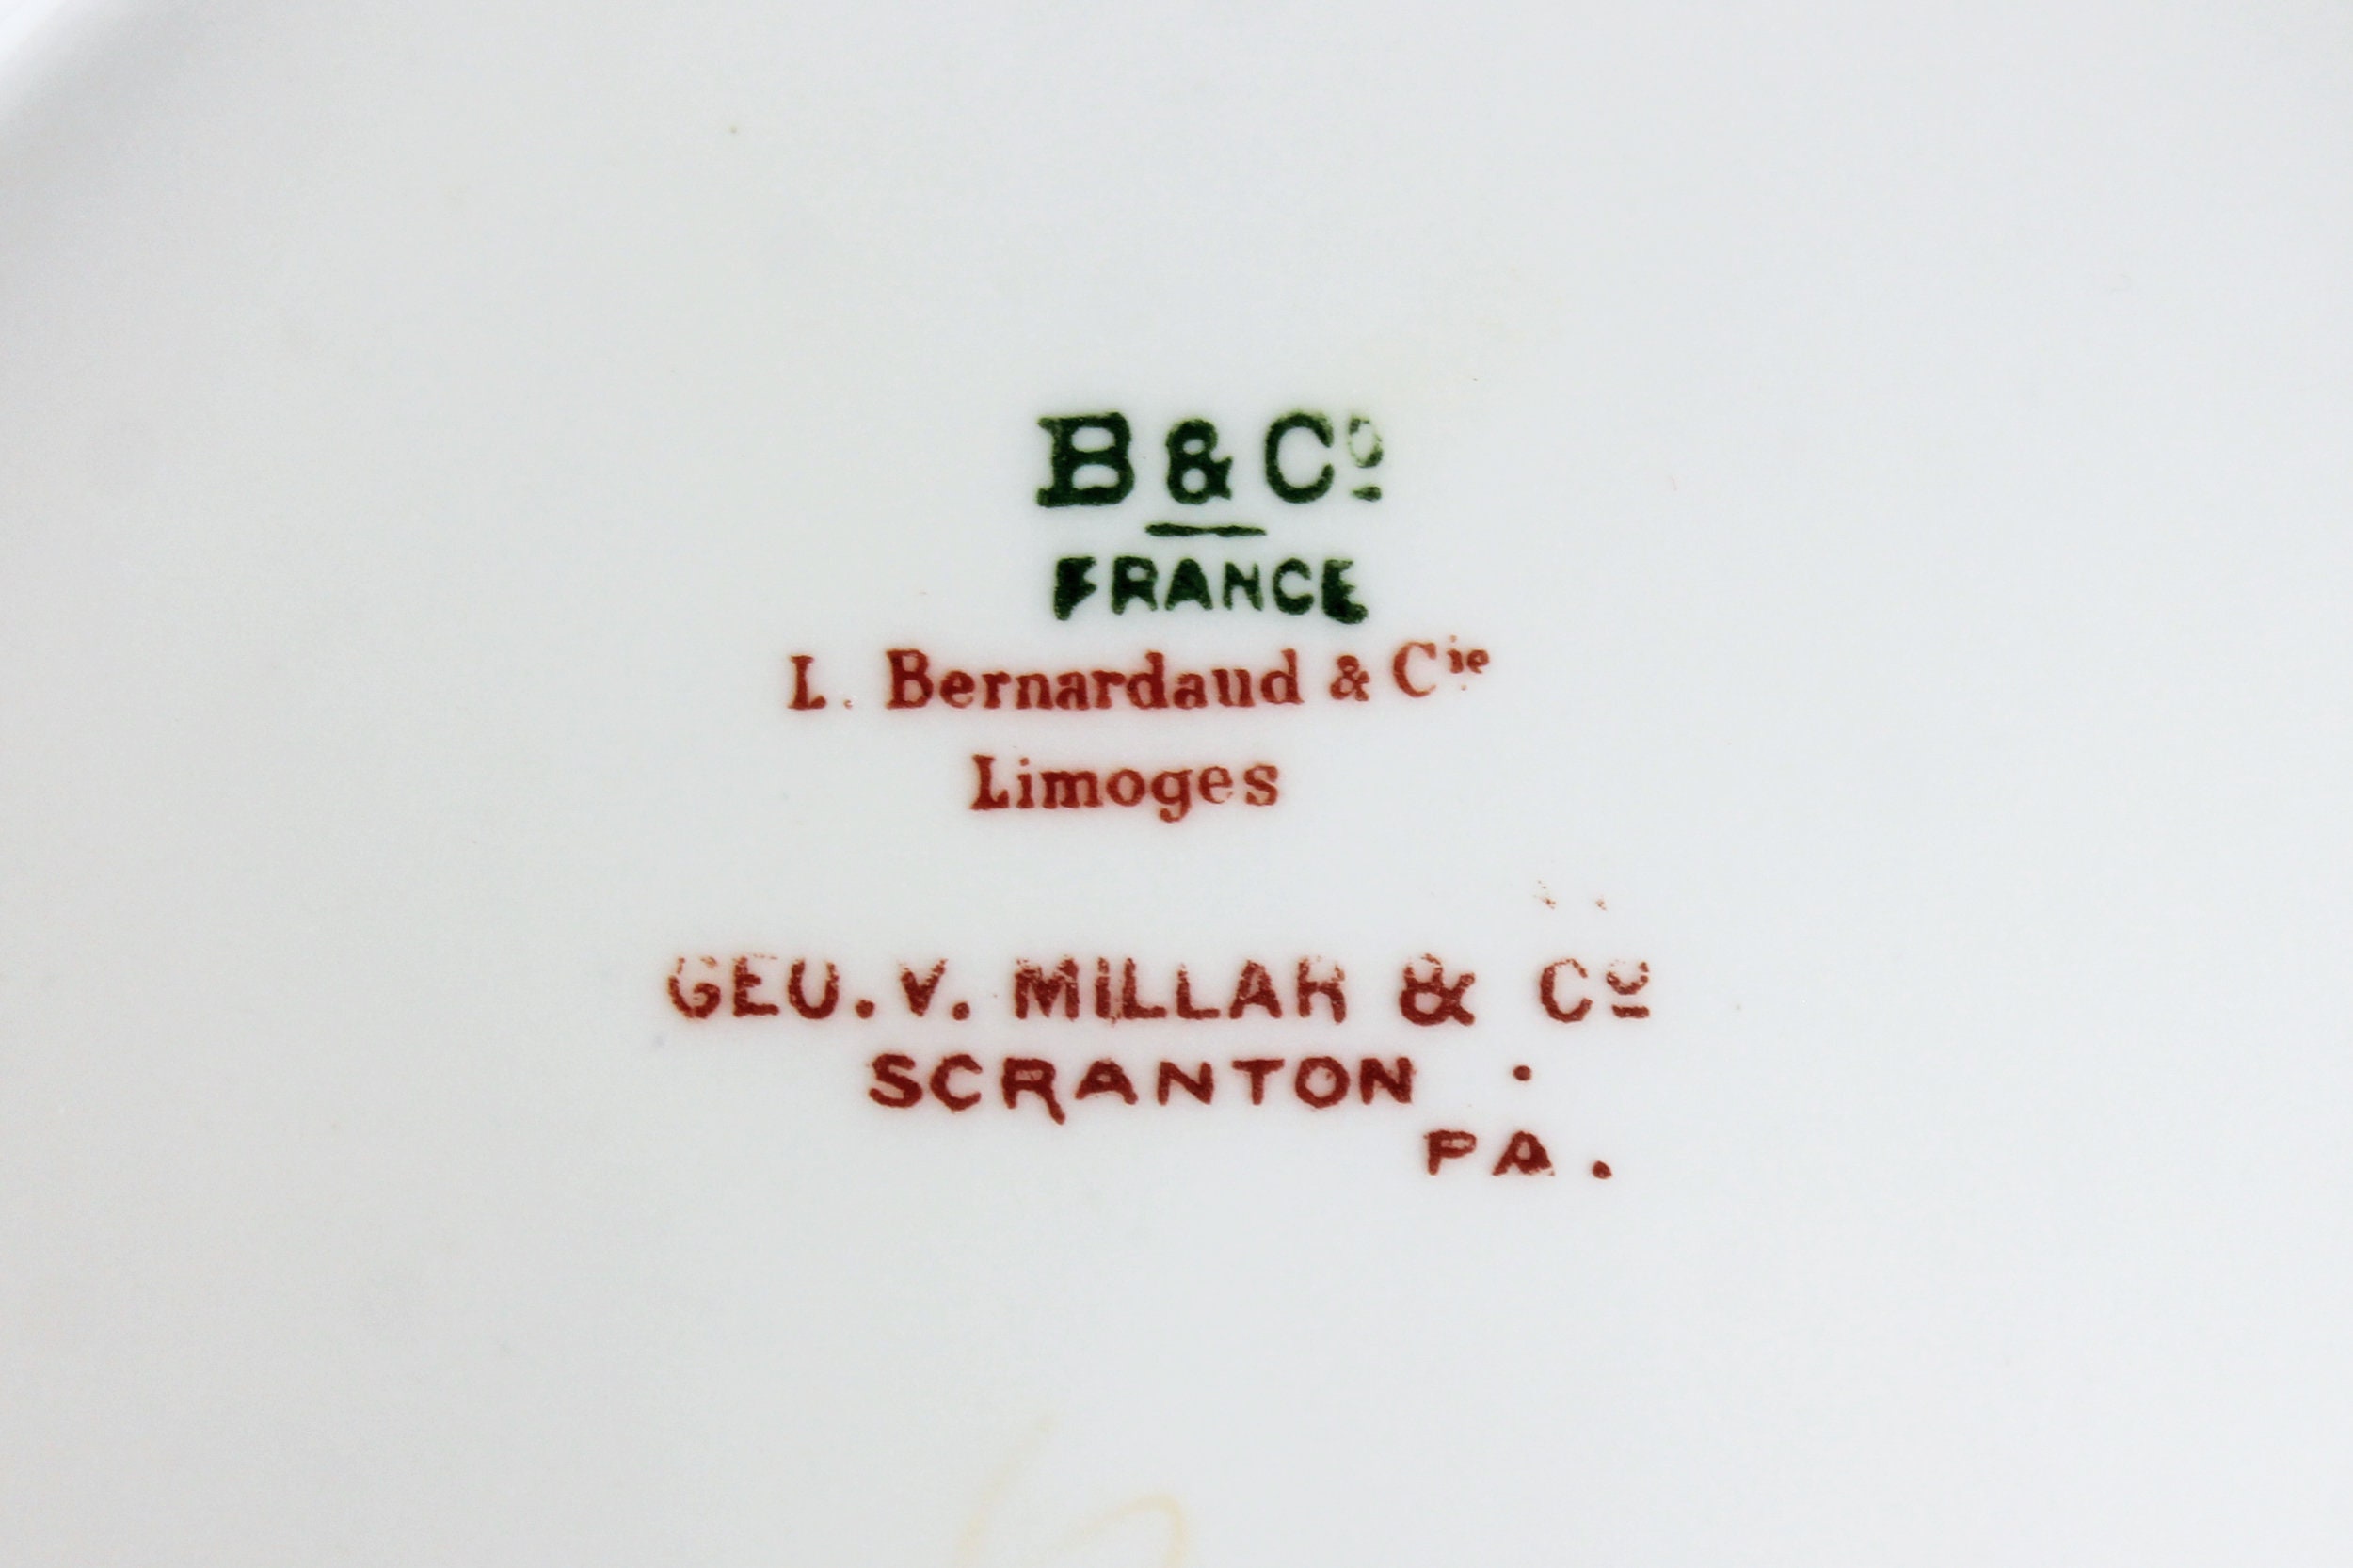 B & Cº
FRANCE
L. Bernardaud & Cie
Limoges
GEO. V. MILLAR & Cº
SCRANTON
PA.